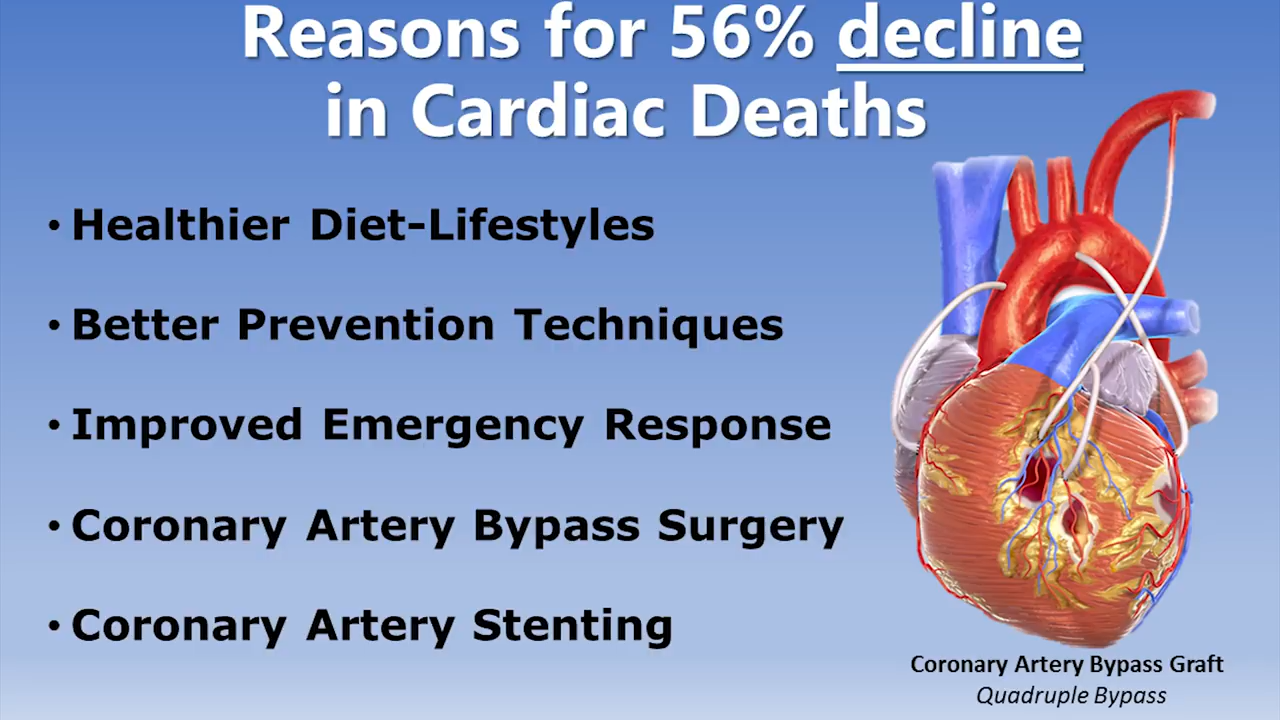 Reasons for 56% decline
in Cardiac Deaths
• Healthier Diet-Lifestyles
• Better Prevention Techniques
• Improved Emergency Response
• Coronary Artery Bypass Surgery
• Coronary Artery Stenting
Coronary Artery Bypass Graft
Quadruple Bypass